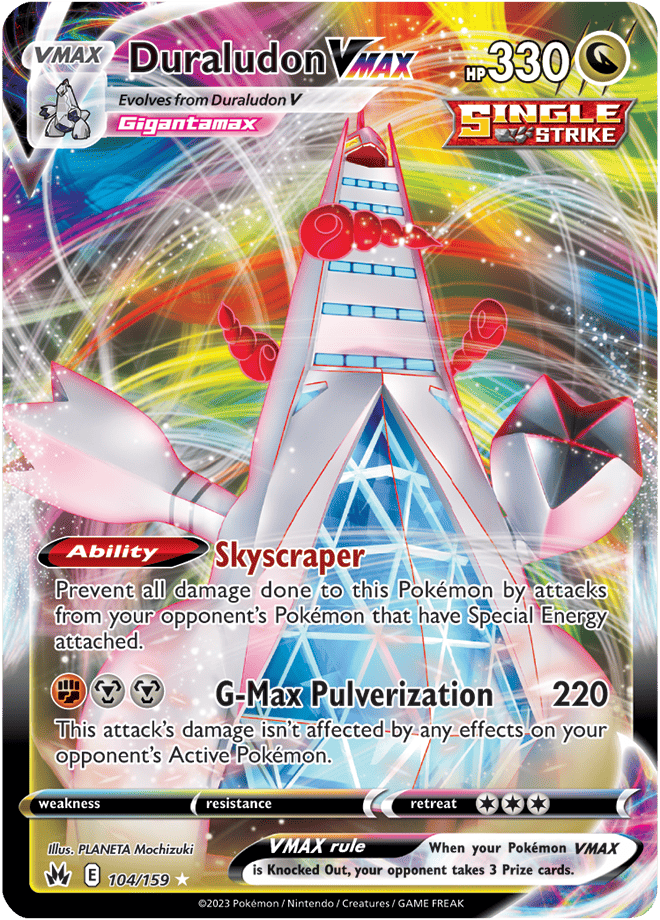 VMAX
Duraludon VMAX
HP330
Evolves from Duraludon V
Gigantamax
SINGLE
STRIKE
Ability
Skyscraper
Prevent all damage done to this Pokémon by attacks
from your opponent's Pokémon that have Special Energy
attached.
G-Max Pulverization 220
This attack's damage isn't affected by any effects on your
opponent's Active Pokémon.
weakness resistance retreat
Illus. PLANETA Mochizuki
VMAX rule When your Pokémon VMAX
is Knocked Out, your opponent takes 3 Prize cards.
E 104/159 ★
©2023 Pokémon / Nintendo / Creatures / GAME FREAK